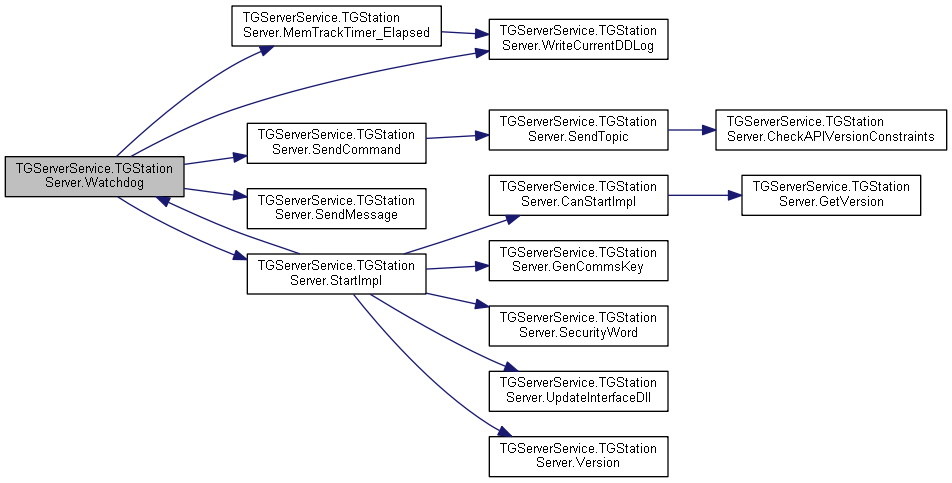 TGServerService.TGStation
Server.MemTrackTimer_Elapsed
TGServerService.TGStation
Server.WriteCurrentDDLog
TGServerService.TGStation
Server.SendCommand
TGServerService.TGStation
Server.SendTopic
TGServerService.TGStation
Server.CheckAPIVersionConstraints
TGServerService.TGStation
Server.Watchdog
TGServerService.TGStation
Server.SendMessage
TGServerService.TGStation
Server.CanStartImpl
TGServerService.TGStation
Server.GetVersion
TGServerService.TGStation
Server.StartImpl
TGServerService.TGStation
Server.GenCommsKey
TGServerService.TGStation
Server.SecurityWord
TGServerService.TGStation
Server.UpdateInterfaceDll
TGServerService.TGStation
Server.Version